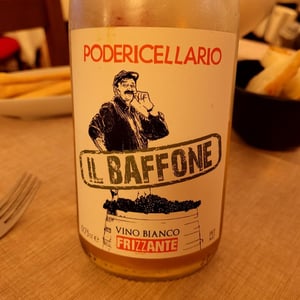 PODERICELLARIO
IL BAFFONE
VINO BIANCO
FRIZZANTE